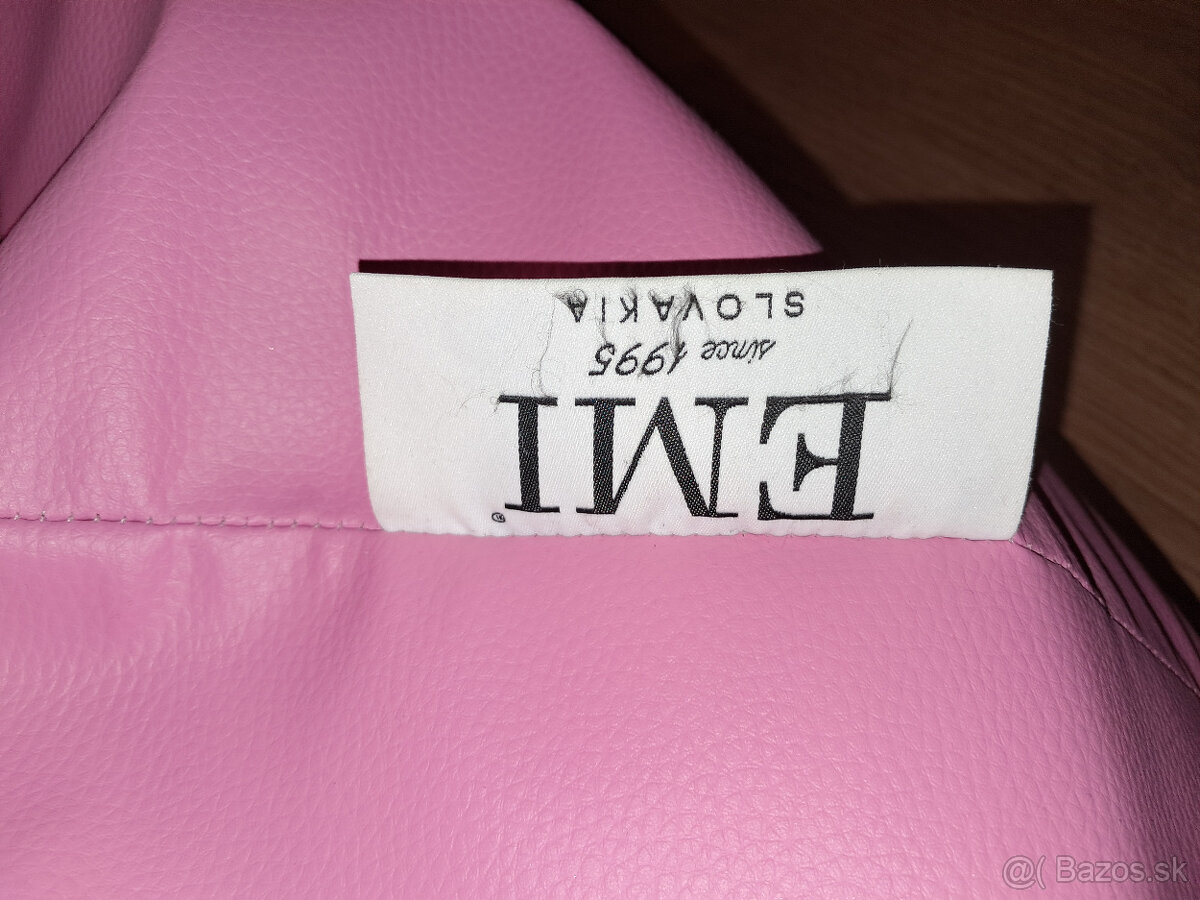 EMI®
since 1995
SLOVAKIA
@( Bazos.sk